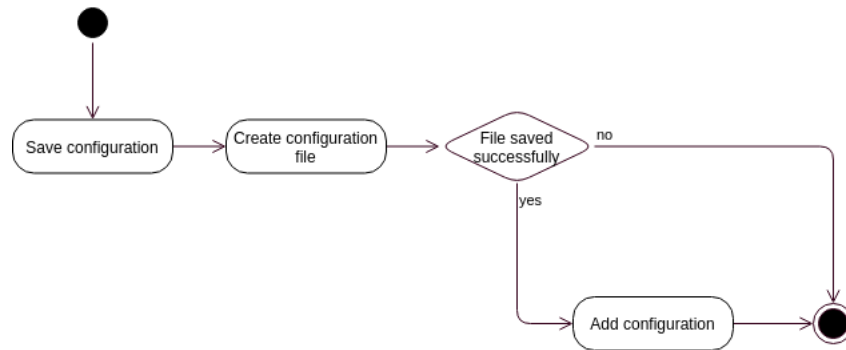 Save configuration
Create configuration
file
File saved
successfully
no
yes
Add configuration